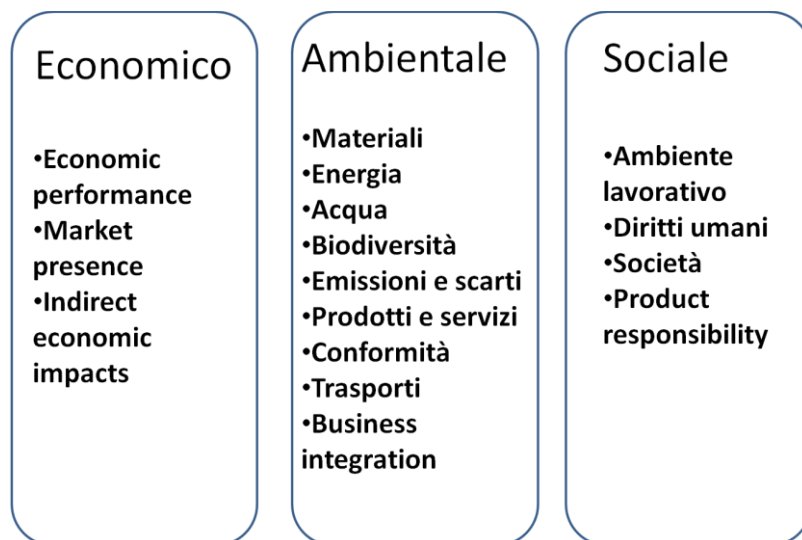 Economico
•Economic
performance
•Market
presence
•Indirect
economic
impacts
Ambientale
•Materiali
•Energia
•Acqua
•Biodiversità
•Emissioni e scarti
•Prodotti e servizi
•Conformità
•Trasporti
•Business
integration
Sociale
•Ambiente
lavorativo
•Diritti umani
•Società
•Product
responsibility